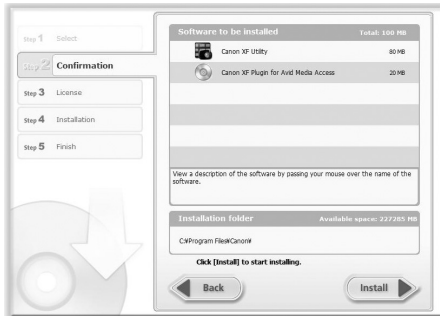 Step 1 Select
Step 2 Confirmation
Step 3 License
Step 4 Installation
Step 5 Finish
Software to be installed Total: 100 MB
Canon XF Utility 80 MB
Canon XF Plugin for Avid Media Access 20 MB
View a description of the software by passing your mouse over the name of the
software.
Installation folder Available space: 227285 MB
C:¥Program Files¥Canon¥
Click [Install] to start installing.
Back
Install